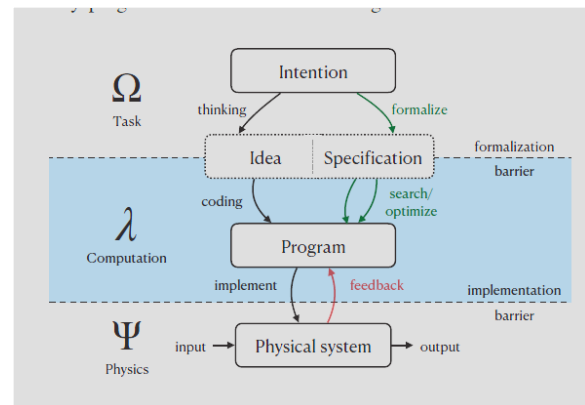 Intention
Ω
Task
thinking
formalize
Idea
Specification
formalization
barrier
coding
search/
optimize
λ
Computation
Program
implement
feedback
implementation
barrier
Ψ
Physics
input
Physical system
output